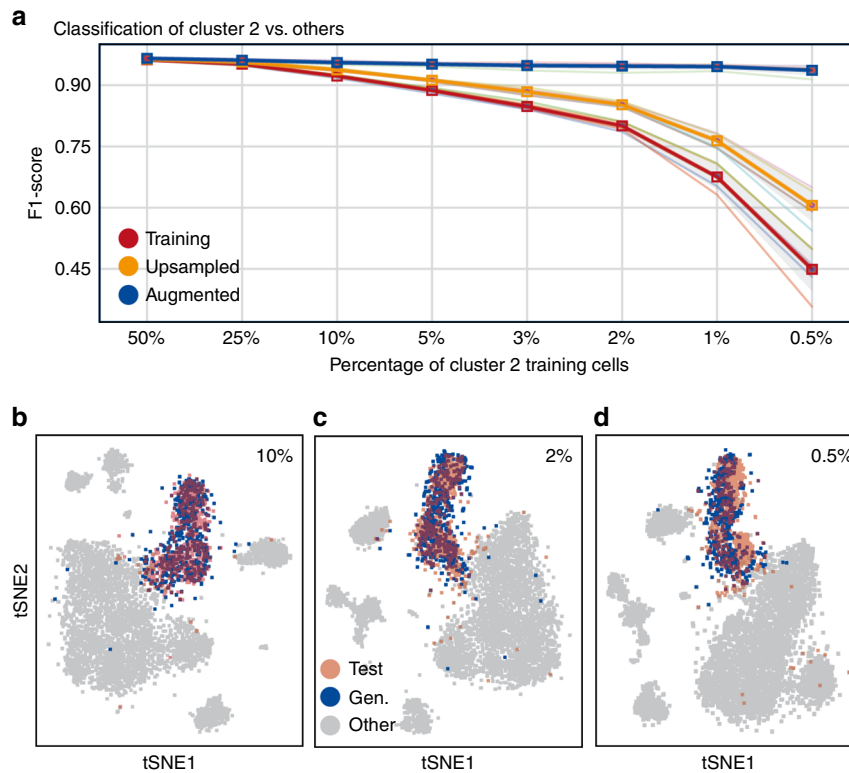 a
Classification of cluster 2 vs. others
F1-score
0.90
0.75
0.60
0.45
Training
Upsampled
Augmented
50% 25% 10% 5% 3% 2% 1% 0.5%
Percentage of cluster 2 training cells
b
10%
tSNE2
tSNE1
c
2%
Test
Gen.
Other
tSNE1
d
0.5%
tSNE1